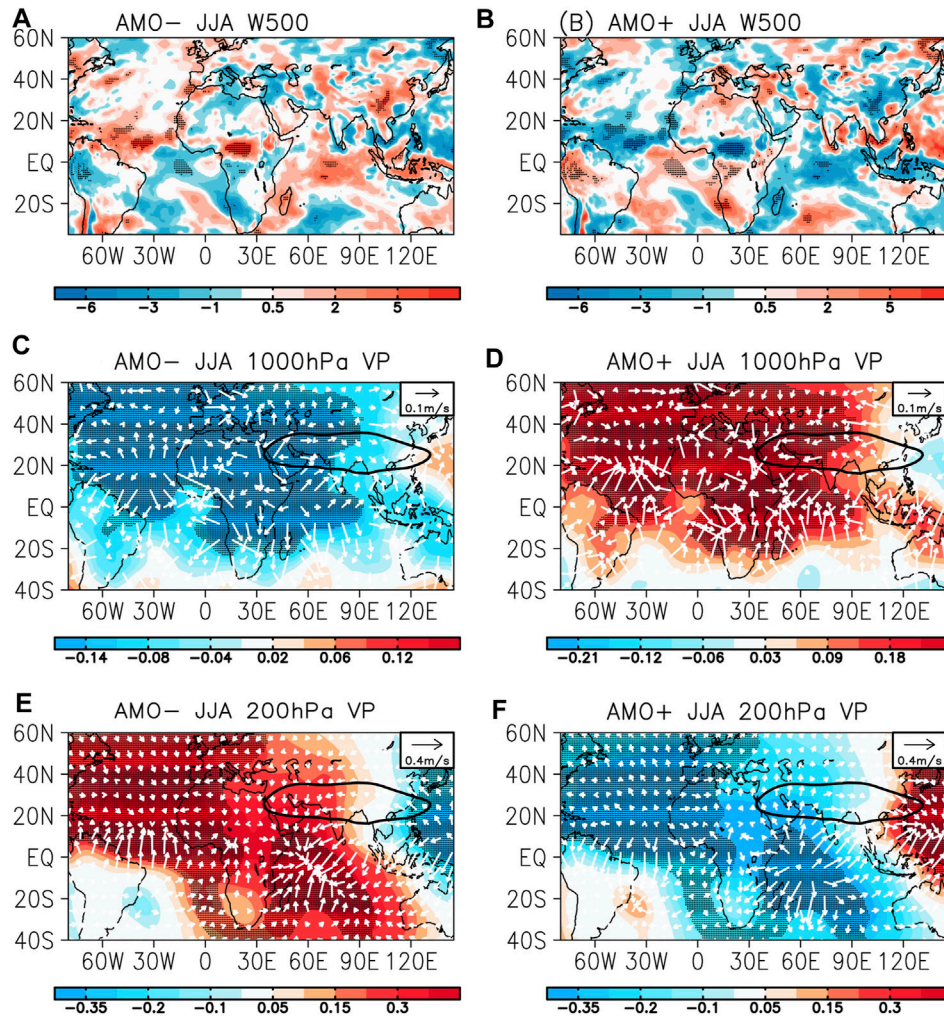 A
AMO− JJA W500
60N
40N
20N
EQ
20S
60W 30W 0 30E 60E 90E 120E
−6 −3 −1 0.5 2 5
B
(B) AMO+ JJA W500
60N
40N
20N
EQ
20S
60W 30W 0 30E 60E 90E 120E
−6 −3 −1 0.5 2 5
C
AMO− JJA 1000hPa VP
0.1m/s
60N
40N
20N
EQ
20S
40S
60W 30W 0 30E 60E 90E 120E
−0.14 −0.08 −0.04 0.02 0.06 0.12
D
AMO+ JJA 1000hPa VP
0.1m/s
60N
40N
20N
EQ
20S
40S
60W 30W 0 30E 60E 90E 120E
−0.21 −0.12 −0.06 0.03 0.09 0.18
E
AMO− JJA 200hPa VP
0.4m/s
60N
40N
20N
EQ
20S
40S
60W 30W 0 30E 60E 90E 120E
−0.35 −0.2 −0.1 0.05 0.15 0.3
F
AMO+ JJA 200hPa VP
0.4m/s
60N
40N
20N
EQ
20S
40S
60W 30W 0 30E 60E 90E 120E
−0.35 −0.2 −0.1 0.05 0.15 0.3